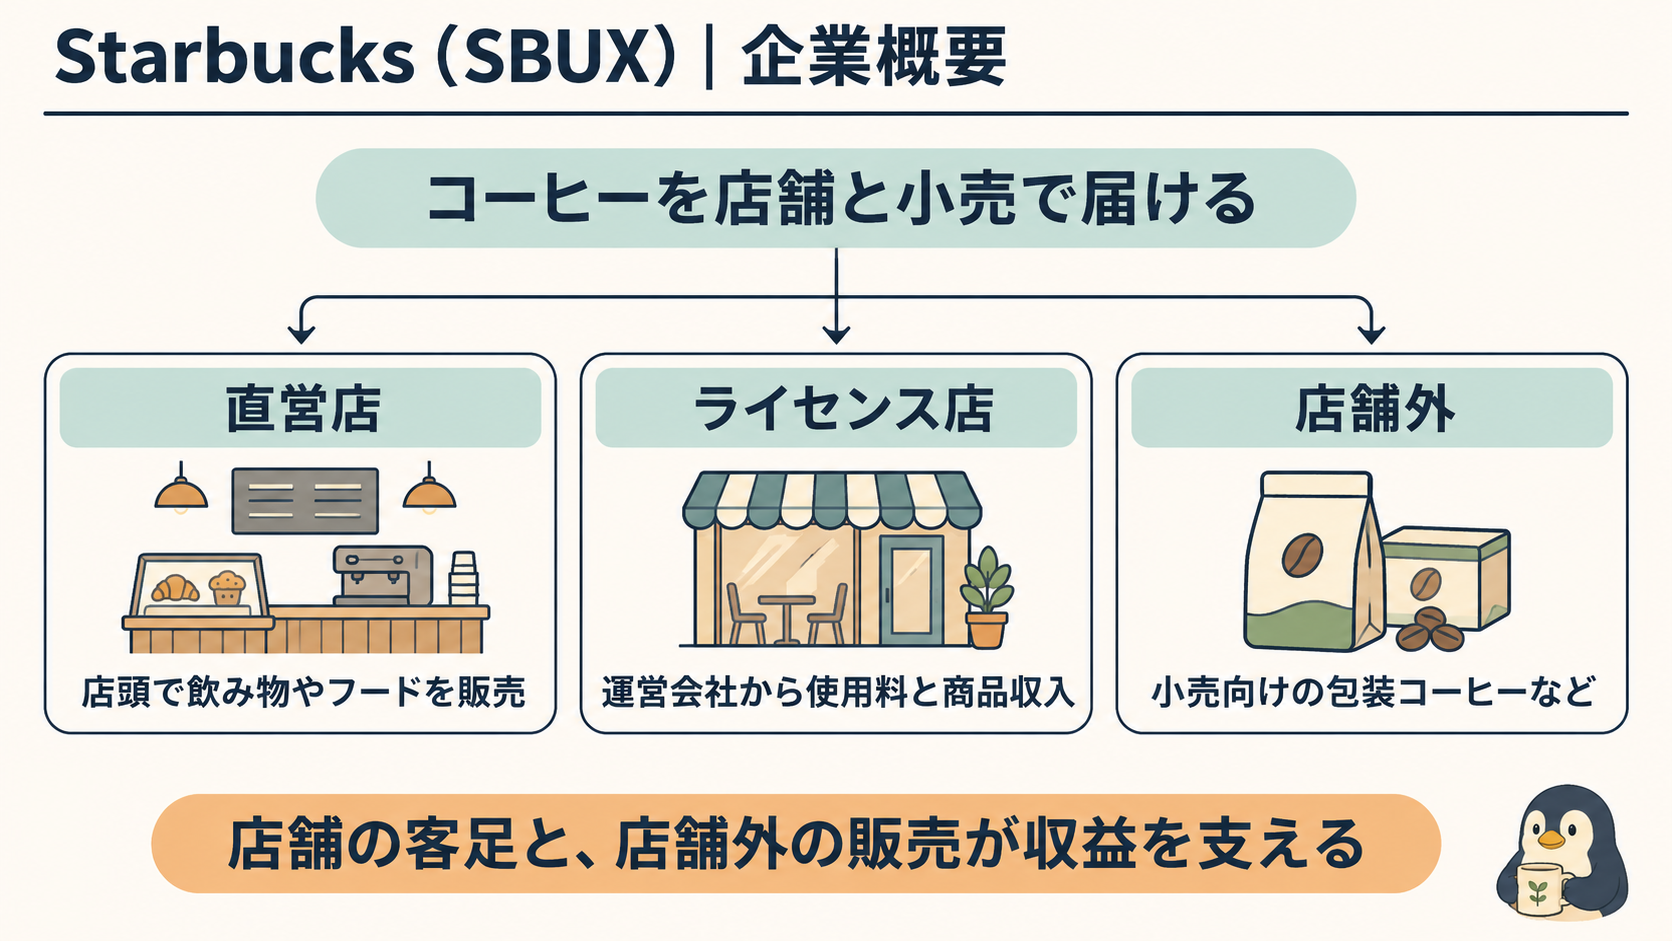 Starbucks（SBUX）｜企業概要
コーヒーを店舗と小売で届ける
直営店
店頭で飲み物やフードを販売
ライセンス店
運営会社から使用料と商品収入
店舗外
小売向けの包装コーヒーなど
店舗の客足と、店舗外の販売が収益を支える